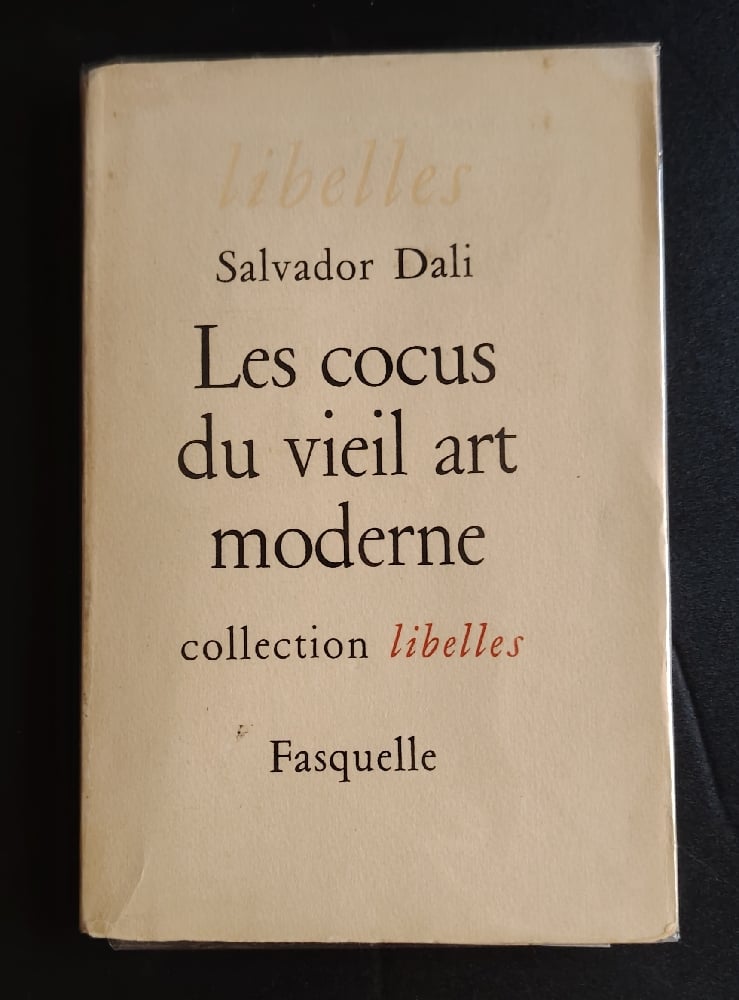 libelles
Salvador Dali
Les cocus
du vieil art
moderne
collection libelles
Fasquelle